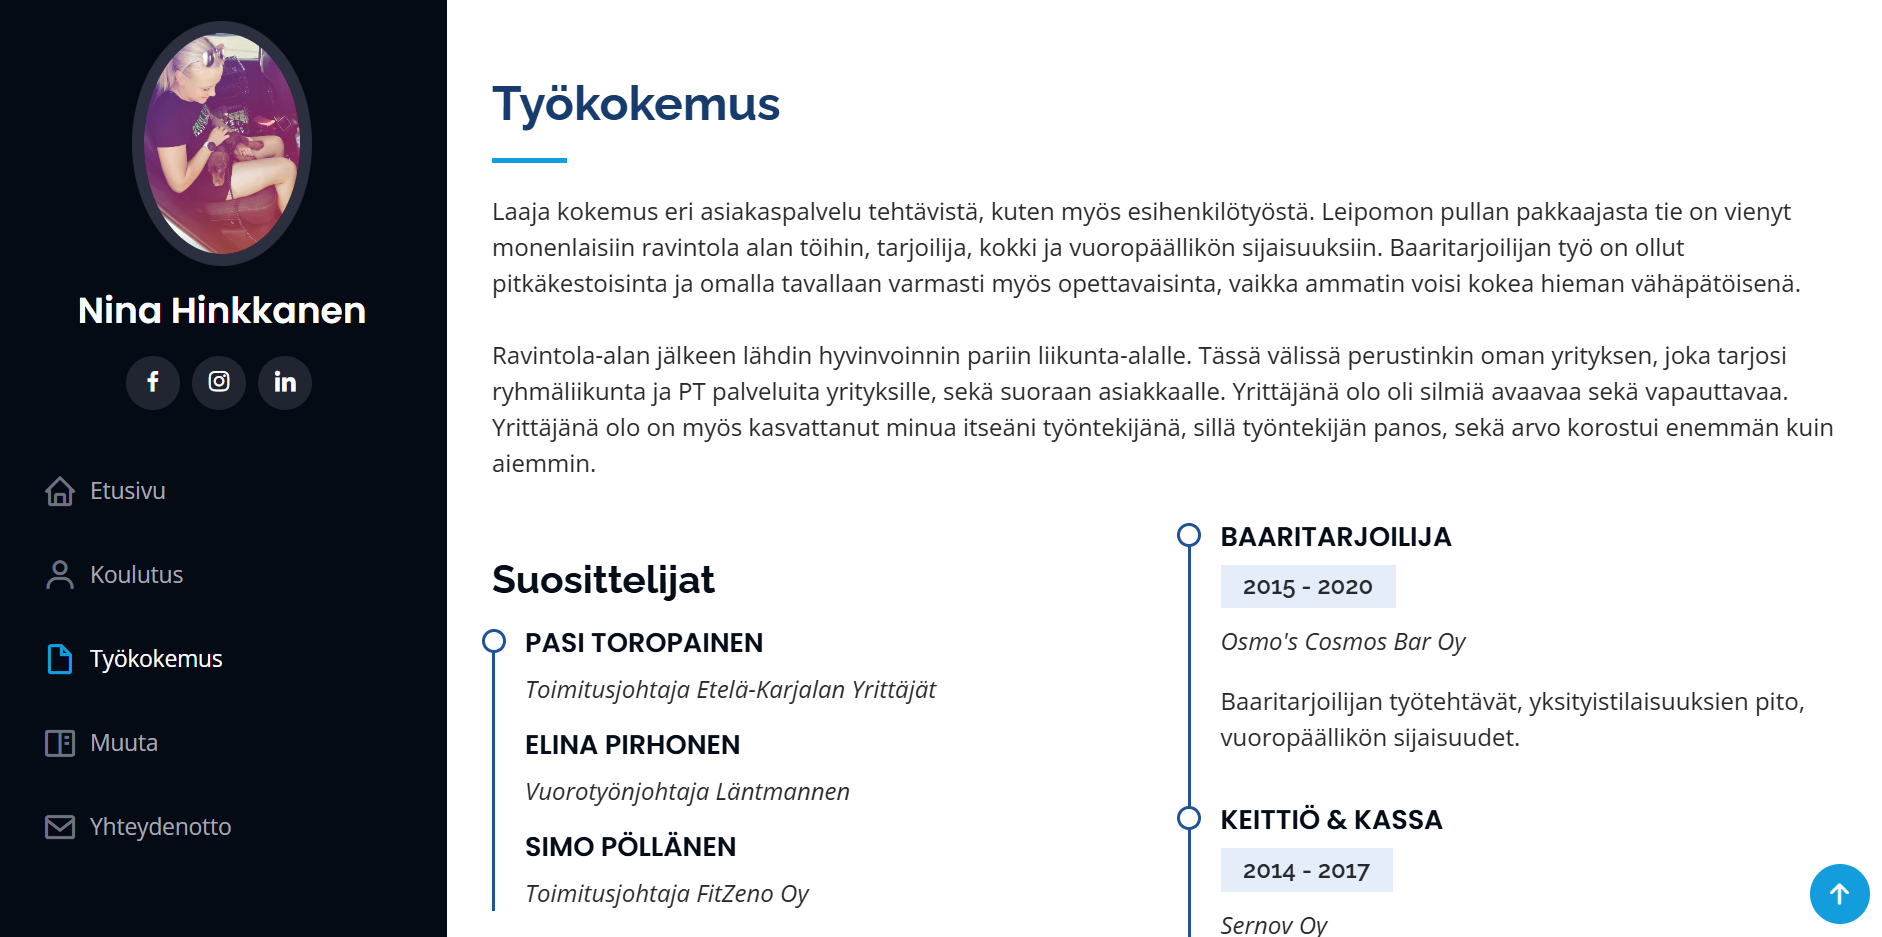 Nina Hinkkanen
Etusivu
Koulutus
Työkokemus
Muuta
Yhteydenotto
Työkokemus
Laaja kokemus eri asiakaspalvelu tehtävistä, kuten myös esihenkilötyöstä. Leipomon pullan pakkaajasta tie on vienyt
monenlaisiin ravintola alan töihin, tarjoilija, kokki ja vuoropäällikön sijaisuuksiin. Baaritarjoilijan työ on ollut
pitkäkestoisinta ja omalla tavallaan varmasti myös opettavaisinta, vaikka ammatin voisi kokea hieman vähäpätöisenä.
Ravintola-alan jälkeen lähdin hyvinvoinnin pariin liikunta-alalle. Tässä välissä perustinkin oman yrityksen, joka tarjosi
ryhmäliikunta ja PT palveluita yrityksille, sekä suoraan asiakkaalle. Yrittäjänä olo oli silmiä avaavaa sekä vapauttavaa.
Yrittäjänä olo on myös kasvattanut minua itseäni työntekijänä, sillä työntekijän panos, sekä arvo korostui enemmän kuin
aiemmin.
Suosittelijat
PASI TOROPAINEN
Toimitusjohtaja Etelä-Karjalan Yrittäjät
ELINA PIRHONEN
Vuorotyönjohtaja Läntmannen
SIMO PÖLLÄNEN
Toimitusjohtaja FitZeno Oy
BAARITARJOILIJA
2015 - 2020
Osmo's Cosmos Bar Oy
Baaritarjoilijan työtehtävät, yksityistilaisuuksien pito,
vuoropäällikön sijaisuudet.
KEITTIÖ & KASSA
2014 - 2017
Sernov Oy